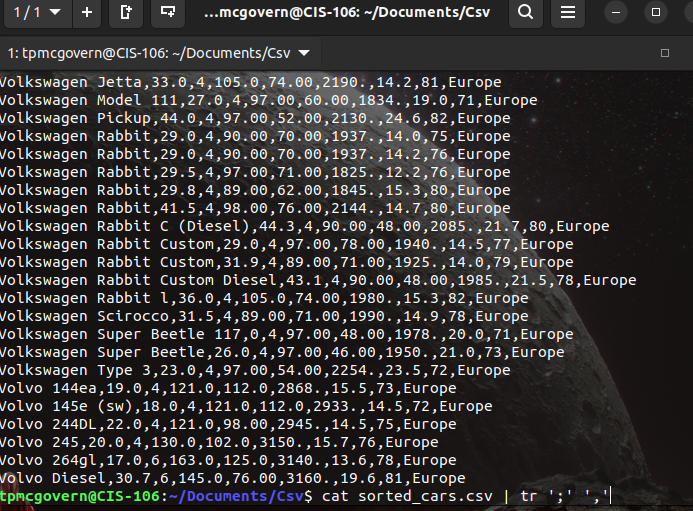 1 / 1
…mcgovern@CIS-106: ~/Documents/Csv
1: tpmcgovern@CIS-106: ~/Documents/Csv
Volkswagen Jetta,33.0,4,105.0,74.00,2190.,14.2,81,Europe
Volkswagen Model 111,27.0,4,97.00,60.00,1834.,19.0,71,Europe
Volkswagen Pickup,44.0,4,97.00,52.00,2130.,24.6,82,Europe
Volkswagen Rabbit,29.0,4,90.00,70.00,1937.,14.0,75,Europe
Volkswagen Rabbit,29.0,4,90.00,70.00,1937.,14.2,76,Europe
Volkswagen Rabbit,29.5,4,97.00,71.00,1825.,12.2,76,Europe
Volkswagen Rabbit,29.8,4,89.00,62.00,1845.,15.3,80,Europe
Volkswagen Rabbit,41.5,4,98.00,76.00,2144.,14.7,80,Europe
Volkswagen Rabbit C (Diesel),44.3,4,90.00,48.00,2085.,21.7,80,Europe
Volkswagen Rabbit Custom,29.0,4,97.00,78.00,1940.,14.5,77,Europe
Volkswagen Rabbit Custom,31.9,4,89.00,71.00,1925.,14.0,79,Europe
Volkswagen Rabbit Custom Diesel,43.1,4,90.00,48.00,1985.,21.5,78,Europe
Volkswagen Rabbit l,36.0,4,105.0,74.00,1980.,15.3,82,Europe
Volkswagen Scirocco,31.5,4,89.00,71.00,1990.,14.9,78,Europe
Volkswagen Super Beetle 117,0,4,97.00,48.00,1978.,20.0,71,Europe
Volkswagen Super Beetle,26.0,4,97.00,46.00,1950.,21.0,73,Europe
Volkswagen Type 3,23.0,4,97.00,54.00,2254.,23.5,72,Europe
Volvo 144ea,19.0,4,121.0,112.0,2868.,15.5,73,Europe
Volvo 145e (sw),18.0,4,121.0,112.0,2933.,14.5,72,Europe
Volvo 244DL,22.0,4,121.0,98.00,2945.,14.5,75,Europe
Volvo 245,20.0,4,130.0,102.0,3150.,15.7,76,Europe
Volvo 264gl,17.0,6,163.0,125.0,3140.,13.6,78,Europe
Volvo Diesel,30.7,6,145.0,76.00,3160.,19.6,81,Europe
tpmcgovern@CIS-106:~/Documents/Csv$ cat sorted_cars.csv | tr ';' ','